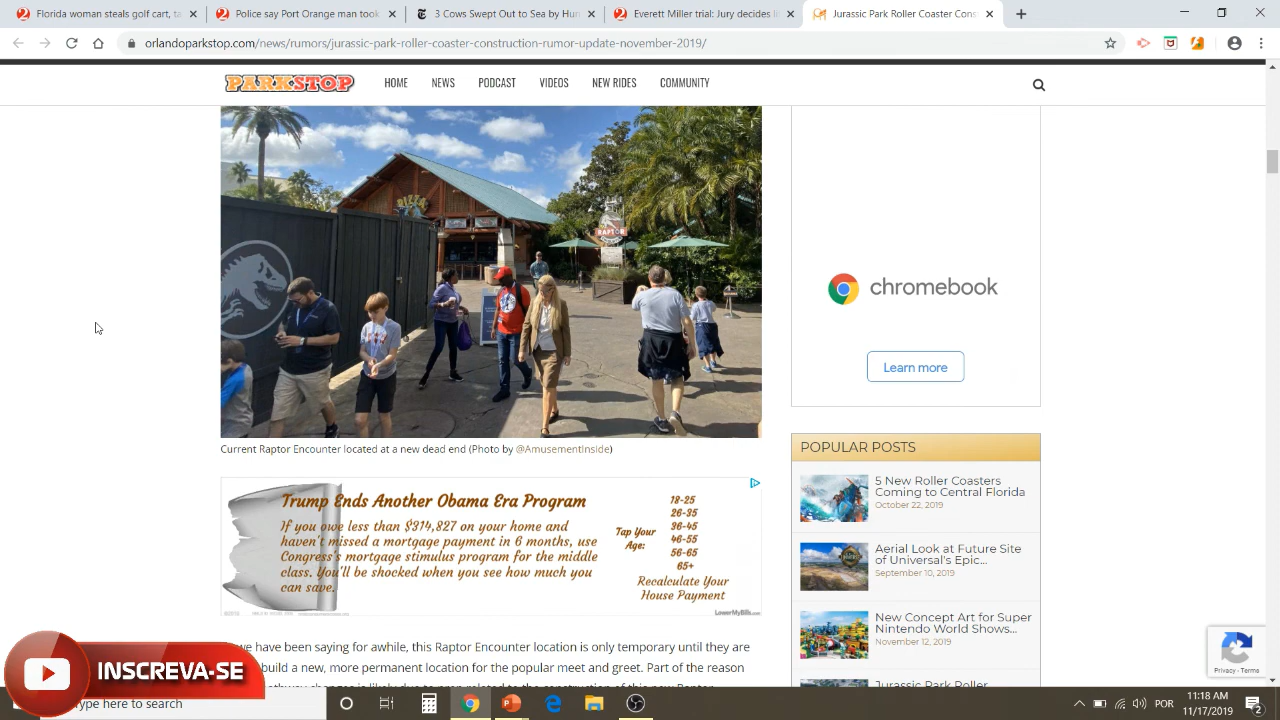 Florida woman steals golf cart, ta
Police say Port Orange man took
3 Cows Swept Out to Sea by Hurr
Everett Miller trial: Jury decides li
Jurassic Park Roller Coaster Cons
orlandoparkstop.com/news/rumors/jurassic-park-roller-coaster-construction-rumor-update-november-2019/
PARKSTOP
HOME
NEWS
PODCAST
VIDEOS
NEW RIDES
COMMUNITY
PIZZA
RAPTOR
Current Raptor Encounter located at a new dead end (Photo by @AmusementInside)
Trump Ends Another Obama Era Program
If you owe less than $314,827 on your home and
haven't missed a mortgage payment in 6 months, use
Congress's mortgage stimulus program for the middle
class. You'll be shocked when you see how much you
can save.
Tap Your
Age:
18-25
26-35
36-45
46-55
56-65
65+
Recalculate Your
House Payment
LowerMyBills.com
we have been saying for awhile, this Raptor Encounter location is only temporary until they are
build a new, more permanent location for the popular meet and greet. Part of the reason
chromebook
Learn more
POPULAR POSTS
5 New Roller Coasters
Coming to Central Florida
October 22, 2019
Aerial Look at Future Site
of Universal's Epic...
September 10, 2019
New Concept Art for Super
Nintendo World Shows...
November 12, 2019
Jurassic Park Roller
Privacy - Terms
INSCREVA-SE
ype here to search
POR
11:18 AM
11/17/2019
2